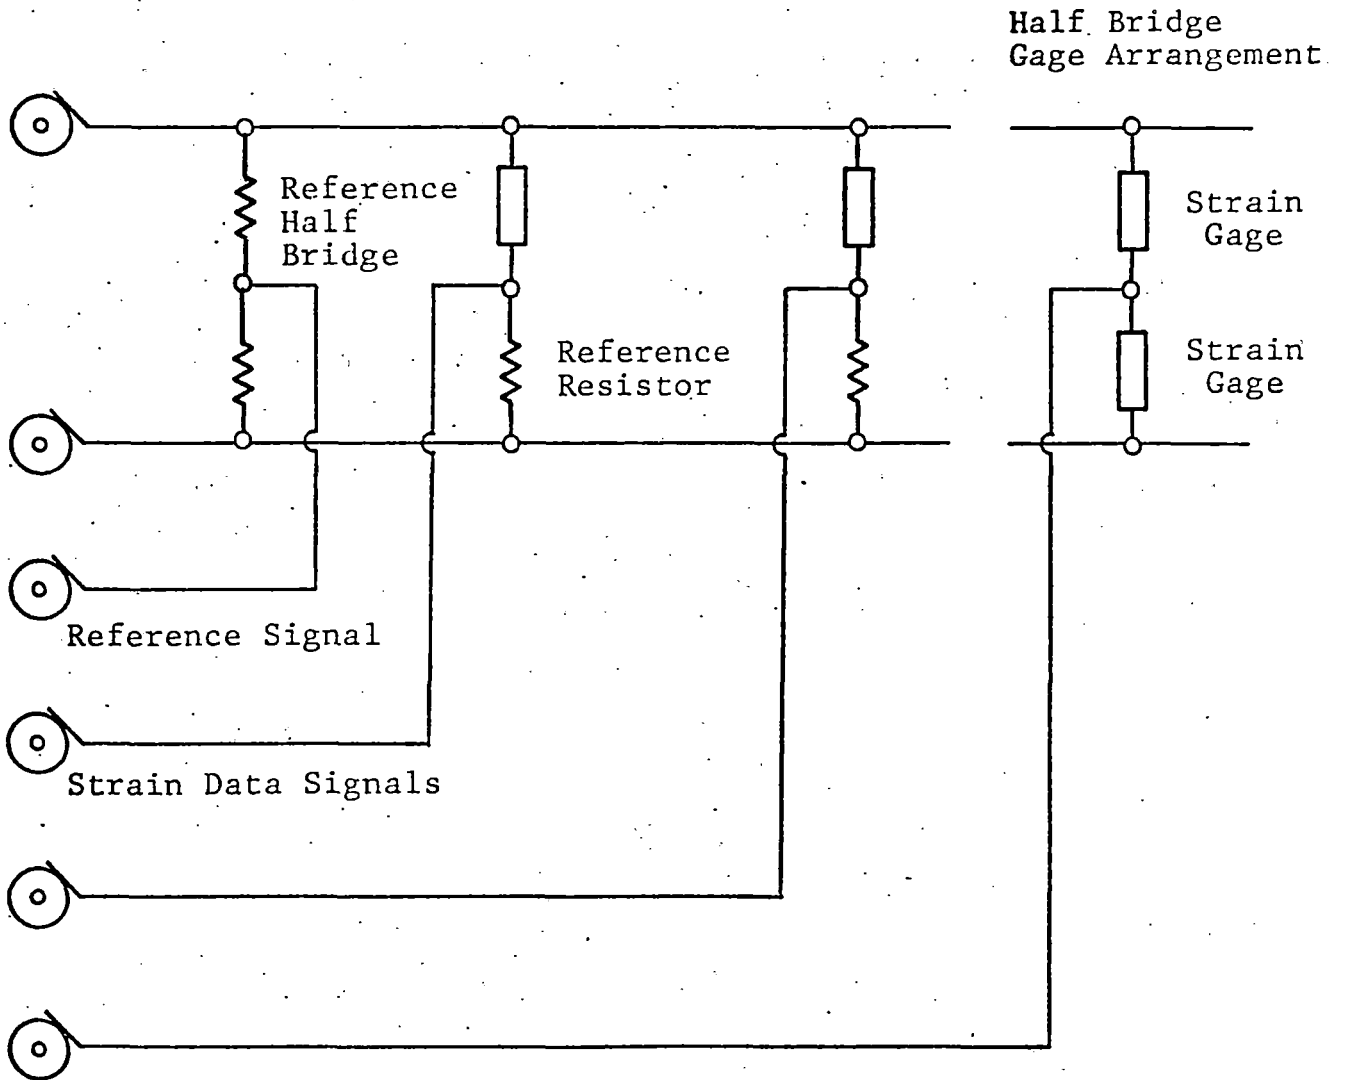 Half Bridge
Gage Arrangement
Reference
Half
Bridge
Strain
Gage
Reference
Resistor
Strain
Gage
Reference Signal
Strain Data Signals